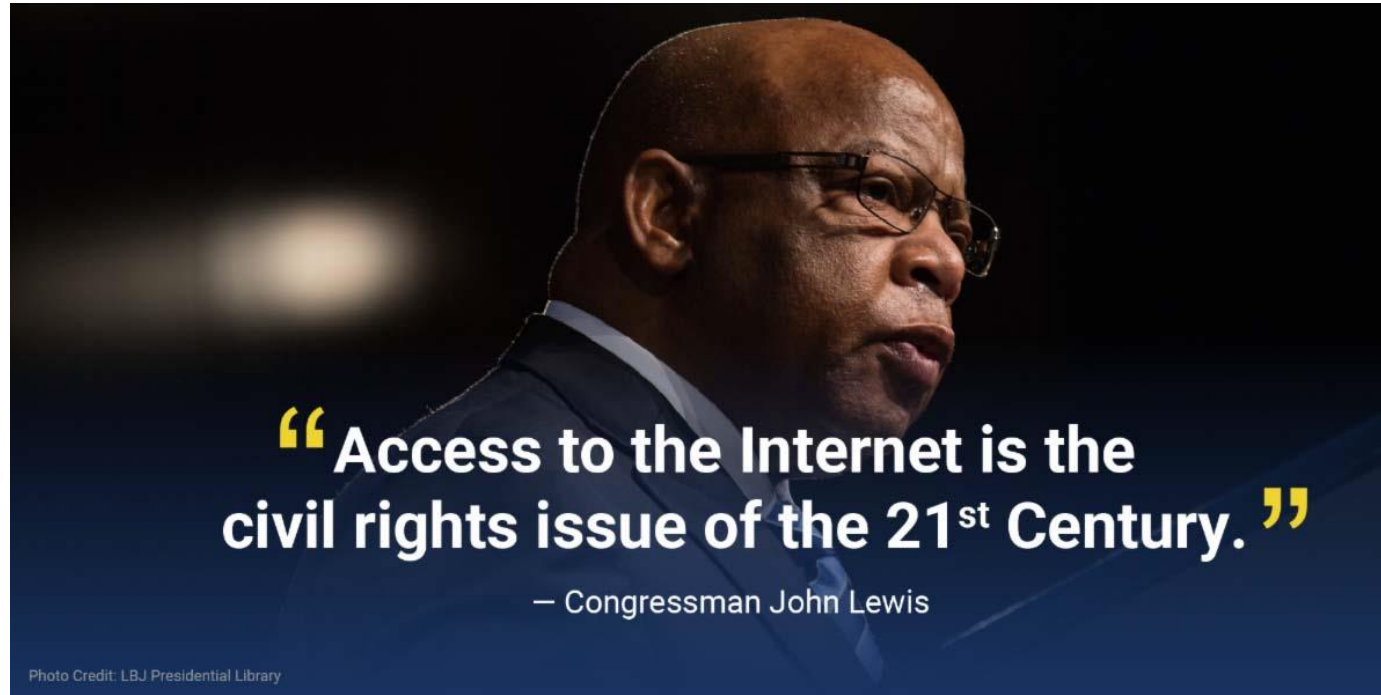 “Access to the Internet is the
civil rights issue of the 21st Century.”
— Congressman John Lewis
Photo Credit: LBJ Presidential Library